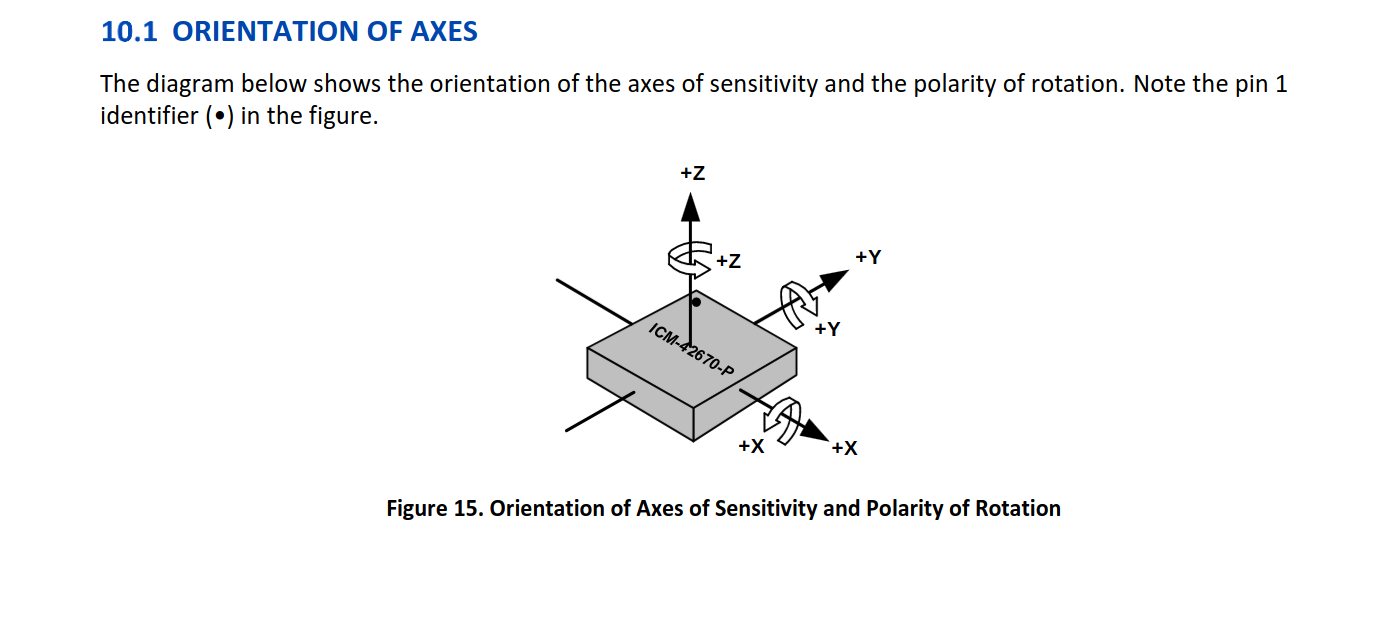 10.1 ORIENTATION OF AXES
The diagram below shows the orientation of the axes of sensitivity and the polarity of rotation. Note the pin 1
identifier (•) in the figure.
+Z
+Z
+Y
+Y
ICM-42670-P
+X
+X
Figure 15. Orientation of Axes of Sensitivity and Polarity of Rotation